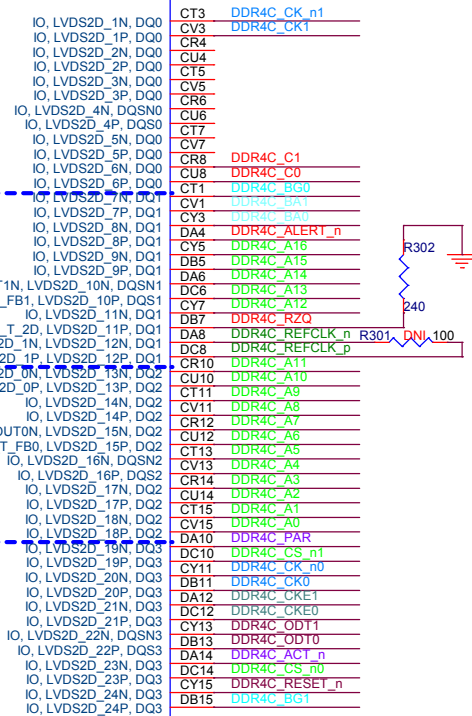 IO, LVDS2D_1N, DQ0 CT3 DDR4C_CK_n1
IO, LVDS2D_1P, DQ0 CV3 DDR4C_CK1
IO, LVDS2D_2N, DQ0 CR4
IO, LVDS2D_2P, DQ0 CU4
IO, LVDS2D_3N, DQ0 CT5
IO, LVDS2D_3P, DQ0 CV5
IO, LVDS2D_4N, DQSN0 CR6
IO, LVDS2D_4P, DQS0 CU6
IO, LVDS2D_5N, DQ0 CT7
IO, LVDS2D_5P, DQ0 CV7
IO, LVDS2D_6N, DQ0 CR8 DDR4C_C1
IO, LVDS2D_6P, DQ0 CU8 DDR4C_C0
IO, LVDS2D_7N, DQ1 CT1 DDR4C_BG0
IO, LVDS2D_7P, DQ1 CV1 DDR4C_BA1
IO, LVDS2D_8N, DQ1 CY3 DDR4C_BA0
IO, LVDS2D_8P, DQ1 DA4 DDR4C_ALERT_n
IO, LVDS2D_9N, DQ1 CY5 DDR4C_A16
IO, LVDS2D_9P, DQ1 DB5 DDR4C_A15
T1N, LVDS2D_10N, DQSN1 DA6 DDR4C_A14
_FB1, LVDS2D_10P, DQS1 DC6 DDR4C_A13
IO, LVDS2D_11N, DQ1 CY7 DDR4C_A12
_T_2D, LVDS2D_11P, DQ1 DB7 DDR4C_RZQ
2D_1N, LVDS2D_12N, DQ1 DA8 DDR4C_REFCLK_n
2D_1P, LVDS2D_12P, DQ1 DC8 DDR4C_REFCLK_p
2D_0N, LVDS2D_13N, DQ2 CR10 DDR4C_A11
2D_0P, LVDS2D_13P, DQ2 CU10 DDR4C_A10
IO, LVDS2D_14N, DQ2 CT11 DDR4C_A9
IO, LVDS2D_14P, DQ2 CV11 DDR4C_A8
OUT0N, LVDS2D_15N, DQ2 CR12 DDR4C_A7
T_FB0, LVDS2D_15P, DQ2 CU12 DDR4C_A6
IO, LVDS2D_16N, DQSN2 CT13 DDR4C_A5
IO, LVDS2D_16P, DQS2 CV13 DDR4C_A4
IO, LVDS2D_17N, DQ2 CR14 DDR4C_A3
IO, LVDS2D_17P, DQ2 CU14 DDR4C_A2
IO, LVDS2D_18N, DQ2 CT15 DDR4C_A1
IO, LVDS2D_18P, DQ2 CV15 DDR4C_A0
IO, LVDS2D_19N, DQ3 DA10 DDR4C_PAR
IO, LVDS2D_19P, DQ3 DC10 DDR4C_CS_n1
IO, LVDS2D_20N, DQ3 CY11 DDR4C_CK_n0
IO, LVDS2D_20P, DQ3 DB11 DDR4C_CK0
IO, LVDS2D_21N, DQ3 DA12 DDR4C_CKE1
IO, LVDS2D_21P, DQ3 DC12 DDR4C_CKE0
IO, LVDS2D_22N, DQSN3 CY13 DDR4C_ODT1
IO, LVDS2D_22P, DQS3 DB13 DDR4C_ODT0
IO, LVDS2D_23N, DQ3 DA14 DDR4C_ACT_n
IO, LVDS2D_23P, DQ3 DC14 DDR4C_CS_n0
IO, LVDS2D_24N, DQ3 CY15 DDR4C_RESET_n
IO, LVDS2D_24P, DQ3 DB15 DDR4C_BG1
R302
240
R301 DNI 100